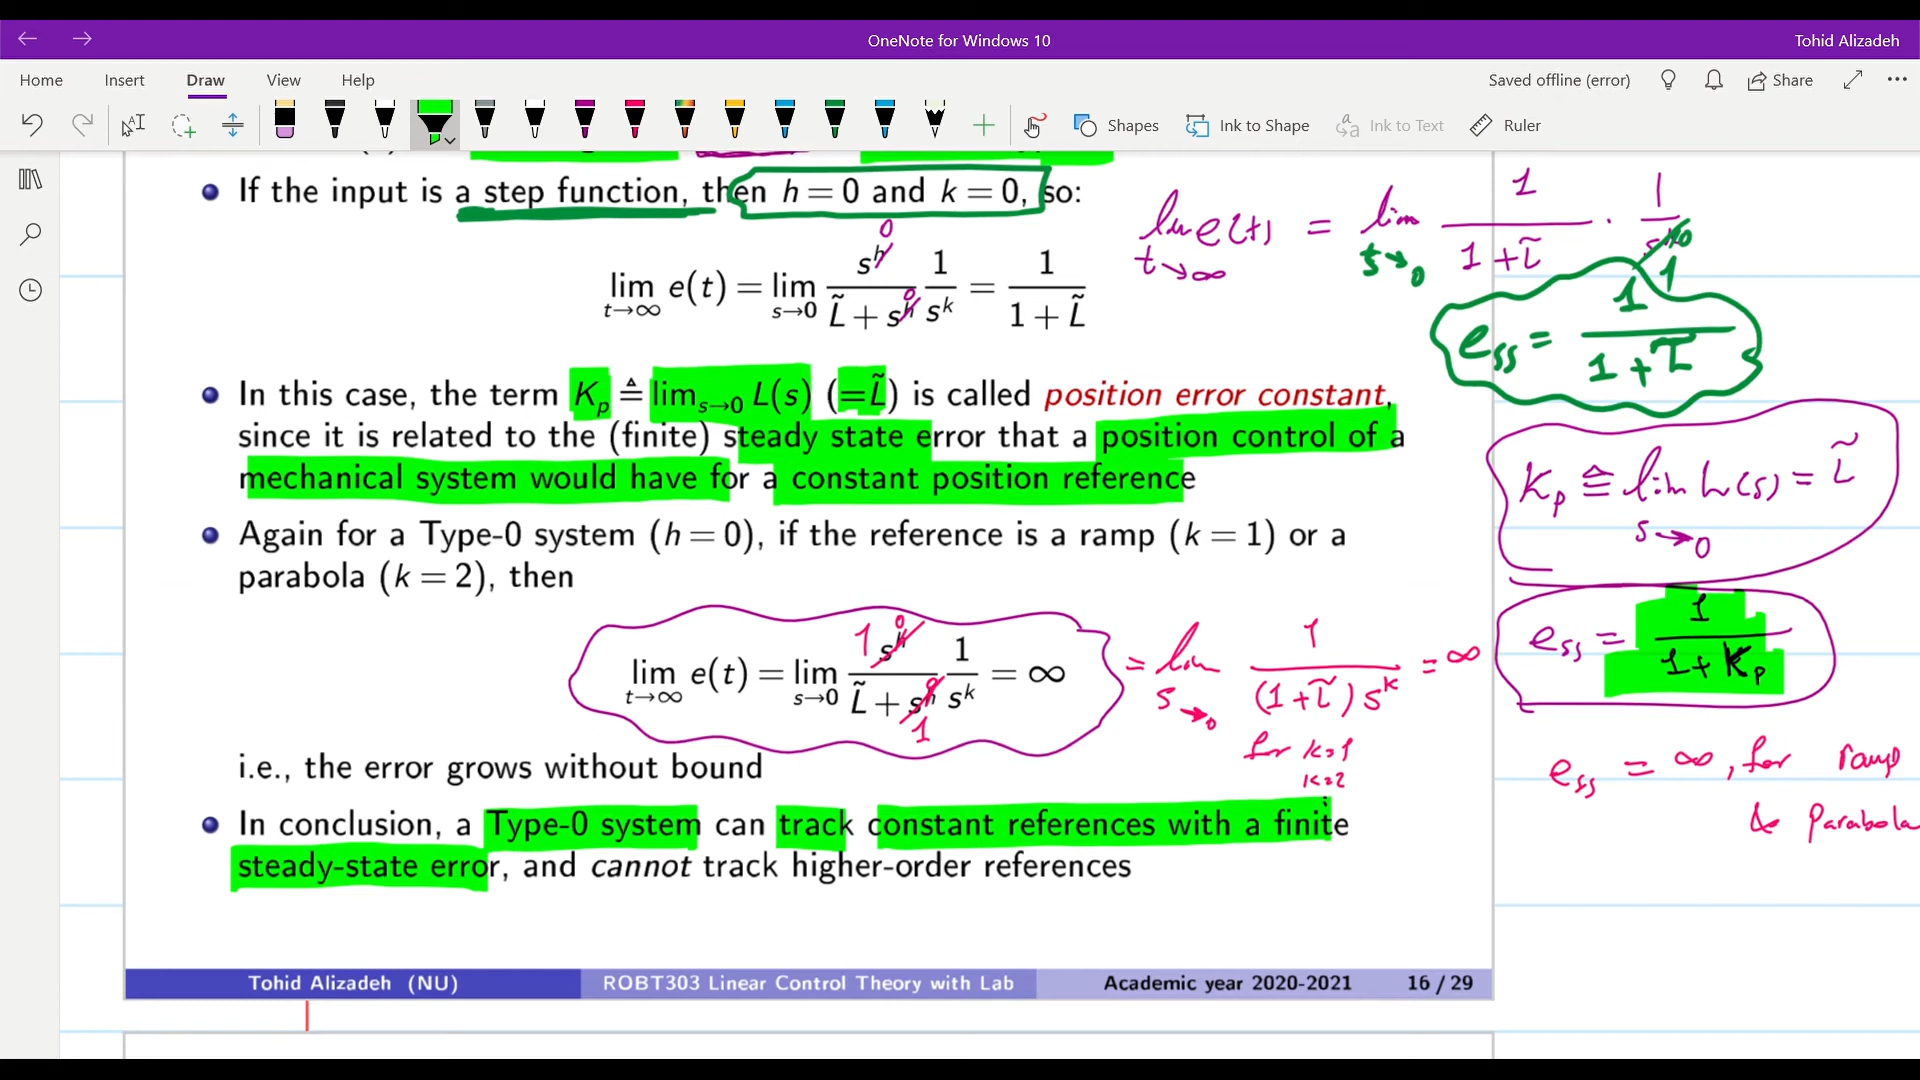 OneNote for Windows 10
Tohid Alizadeh
Home Insert Draw View Help
Saved offline (error)
Share
Shapes
Ink to Shape
Ink to Text
Ruler
If the input is a step function, then h = 0 and k = 0, so:
lim t→∞ e(t) = lim s→0 s^h / (L̃ + s^h) 1 / s^k = 1 / (1 + L̃)
0
0
lim t→∞ e(t) = lim s→0 1 / (1 + L̃) · 1 /
1
e_ss = 1 / (1 + L̃)
In this case, the term K_p ≜ lim_{s→0} L(s) (= L̃) is called position error constant,
since it is related to the (finite) steady state error that a position control of a
mechanical system would have for a constant position reference
K_p ≜ lim s→0 L(s) = L̃
Again for a Type-0 system (h = 0), if the reference is a ramp (k = 1) or a
parabola (k = 2), then
lim t→∞ e(t) = lim s→0 s^h / (L̃ + s^h) 1 / s^k = ∞
1 0
0
1
= lim s→0 1 / ((1 + L̃) s^k) = ∞
for k=1
k=2
e_ss = 1 / (1 + K_p)
e_ss = ∞, for ramp
& Parabola
i.e., the error grows without bound
In conclusion, a Type-0 system can track constant references with a finite
steady-state error, and cannot track higher-order references
Tohid Alizadeh (NU) ROBT303 Linear Control Theory with Lab Academic year 2020-2021 16 / 29